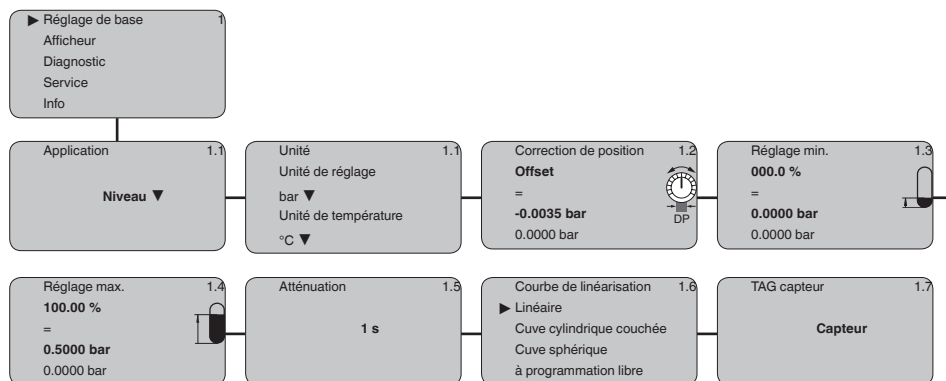 ▶ Réglage de base 1
Afficheur
Diagnostic
Service
Info
Application 1.1
Niveau ▼
Unité 1.1
Unité de réglage
bar ▼
Unité de température
°C ▼
Correction de position 1.2
Offset
=
-0.0035 bar
0.0000 bar
DP
Réglage min. 1.3
000.0 %
=
0.0000 bar
0.0000 bar
Réglage max. 1.4
100.00 %
=
0.5000 bar
0.0000 bar
Atténuation 1.5
1 s
Courbe de linéarisation 1.6
▶ Linéaire
Cuve cylindrique couchée
Cuve sphérique
à programmation libre
TAG capteur 1.7
Capteur